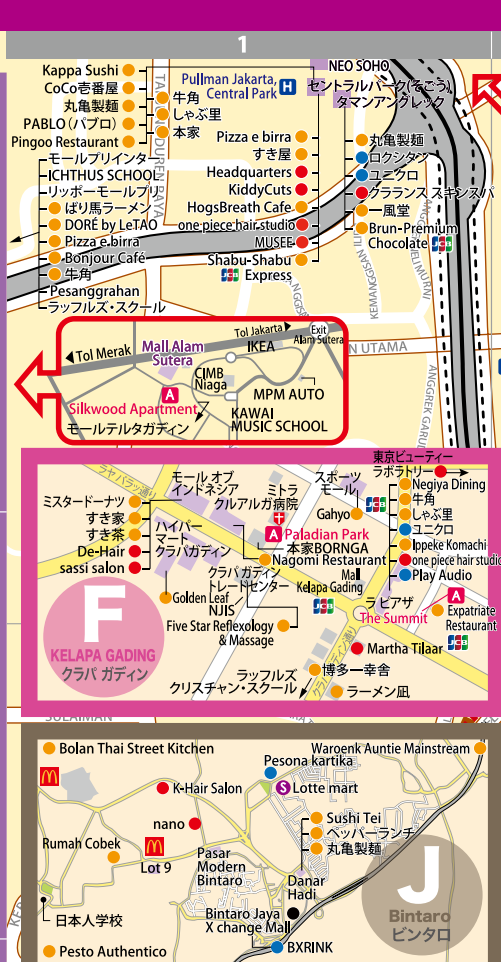 1
Kappa Sushi
CoCo壱番屋
丸亀製麺
PABLO（パブロ）
Pingoo Restaurant
牛角
しゃぶ里
本家
Pullman Jakarta,
Central Park
H
NEO SOHO
セントラルパーク(そごう)
タマンアングレック
モールプリインター
ICHTHUS SCHOOL
リッポーモールプリ
ばり馬ラーメン
DORÉ by LeTAO
Pizza e birra
Bonjour Café
牛角
Pesanggrahan
ラッフルズ・スクール
Pizza e birra
すき屋
Headquarters
KiddyCuts
HogsBreath Cafe
one piece hair studio
MUSEE
Shabu-Shabu
JCB Express
丸亀製麺
ロクシタン
ユニクロ
クラランス スキンスパ
一風堂
Brun-Premium
Chocolate JCB
N UTAMA
ANGGREK GARU
Tol Merak
Tol Jakarta
Exit
Alam Sutera
Mall Alam
Sutera
IKEA
CIMB
Niaga
A
Silkwood Apartment
MPM AUTO
KAWAI
MUSIC SCHOOL
モールテルタガディン
東京ビューティー
ラボラトリー
ミスタードーナツ
すき家
すき茶
De-Hair
sassi salon
モール オブ
インドネシア
ハイパー
マート
クラパガディン
ミトラ
クルアルガ病院
スポーツ
モール
Gahyo
JCB
A
Paladian Park
本家BORNGA
Nagomi Restaurant
Negiya Dining
牛角
しゃぶ里
ユニクロ
Ippeke Komachi
one piece hair studio
Play Audio
クラパ ガディン
トレードセンター
Mall
Kelapa Gading
JCB
Golden Leaf
NJIS
Five Star Reflexology
& Massage
ラ ピアザ
A
The Summit
Expatriate
Restaurant
JCB
F
KELAPA GADING
クラパ ガディン
Martha Tilaar
JCB
ラッフルズ
クリスチャン・スクール
博多一幸舎
ラーメン凪
SULAIMAN
Bolan Thai Street Kitchen
Waroenk Auntie Mainstream
Pesona kartika
K-Hair Salon
S
Lotte mart
nano
Sushi Tei
ペッパーランチ
丸亀製麺
Rumah Cobek
Lot 9
Pasar
Modern
Bintaro
Danar
Hadi
J
Bintaro
ビンタロ
日本人学校
Bintaro Jaya
X change Mall
BXRINK
Pesto Authentico